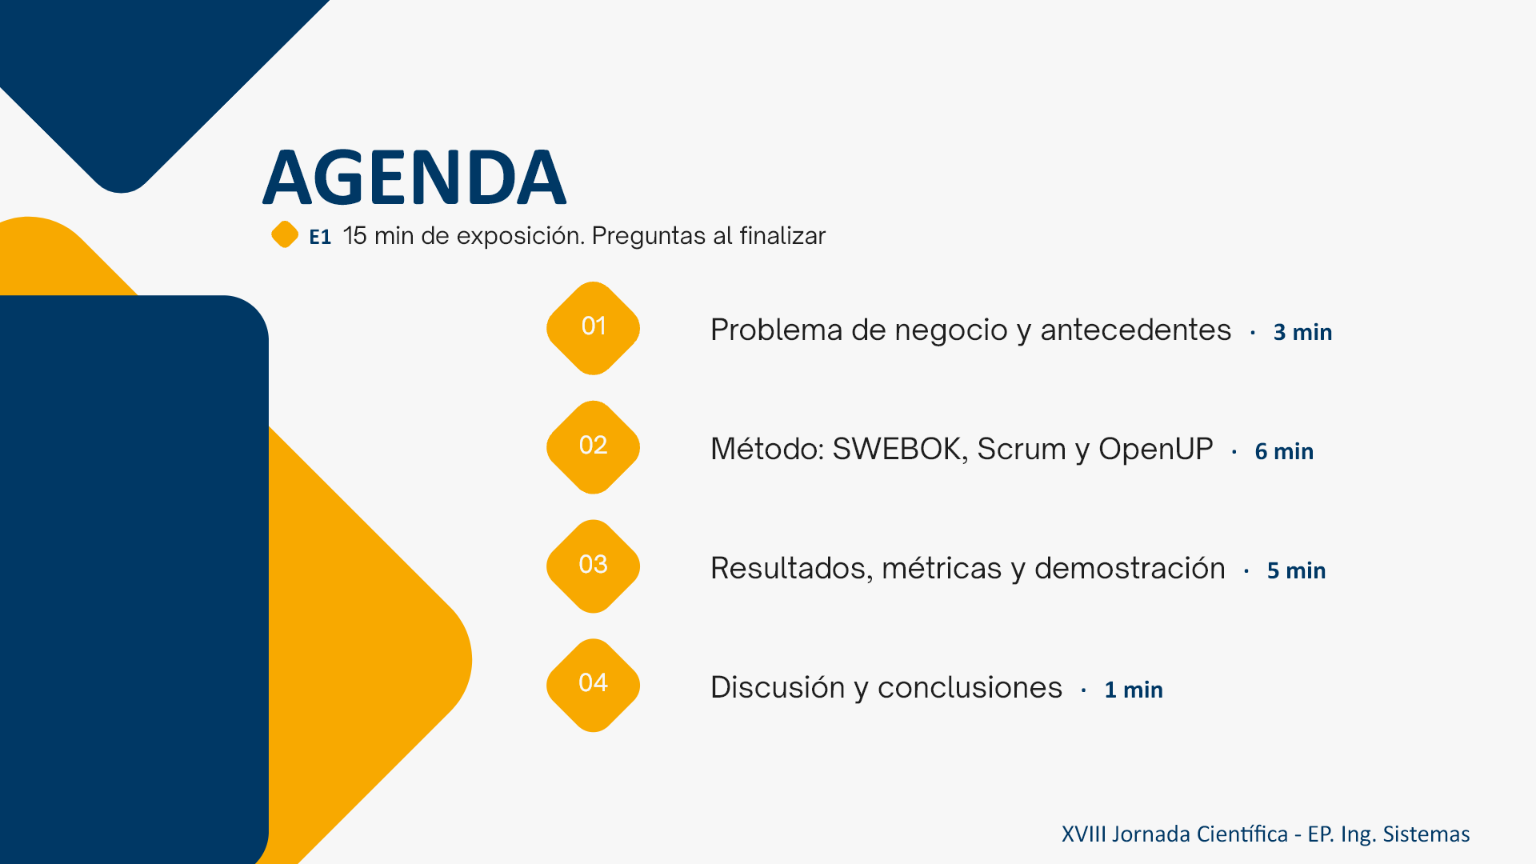 AGENDA
E1 15 min de exposición. Preguntas al finalizar
01 Problema de negocio y antecedentes · 3 min
02 Método: SWEBOK, Scrum y OpenUP · 6 min
03 Resultados, métricas y demostración · 5 min
04 Discusión y conclusiones · 1 min
XVIII Jornada Científica - EP. Ing. Sistemas